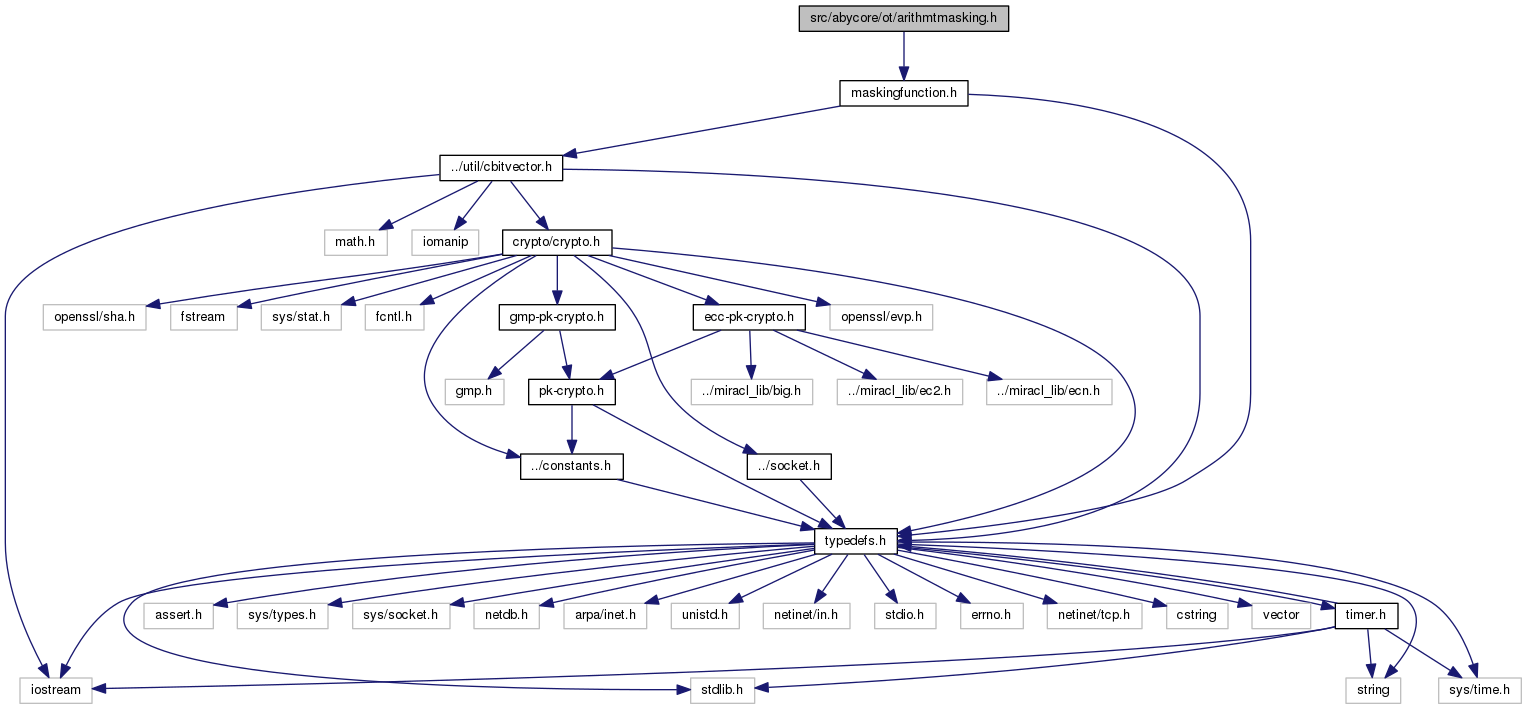 src/abycore/ot/arithmtmasking.h
maskingfunction.h
../util/cbitvector.h
math.h
iomanip
crypto/crypto.h
openssl/sha.h
fstream
sys/stat.h
fcntl.h
gmp-pk-crypto.h
ecc-pk-crypto.h
openssl/evp.h
gmp.h
pk-crypto.h
../miracl_lib/big.h
../miracl_lib/ec2.h
../miracl_lib/ecn.h
../constants.h
../socket.h
typedefs.h
assert.h
sys/types.h
sys/socket.h
netdb.h
arpa/inet.h
unistd.h
netinet/in.h
stdio.h
errno.h
netinet/tcp.h
cstring
vector
timer.h
iostream
stdlib.h
string
sys/time.h